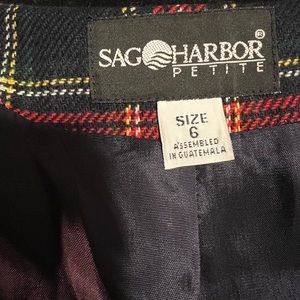 SAG HARBOR
®
PETITE
SIZE
6
ASSEMBLED
IN GUATEMALA